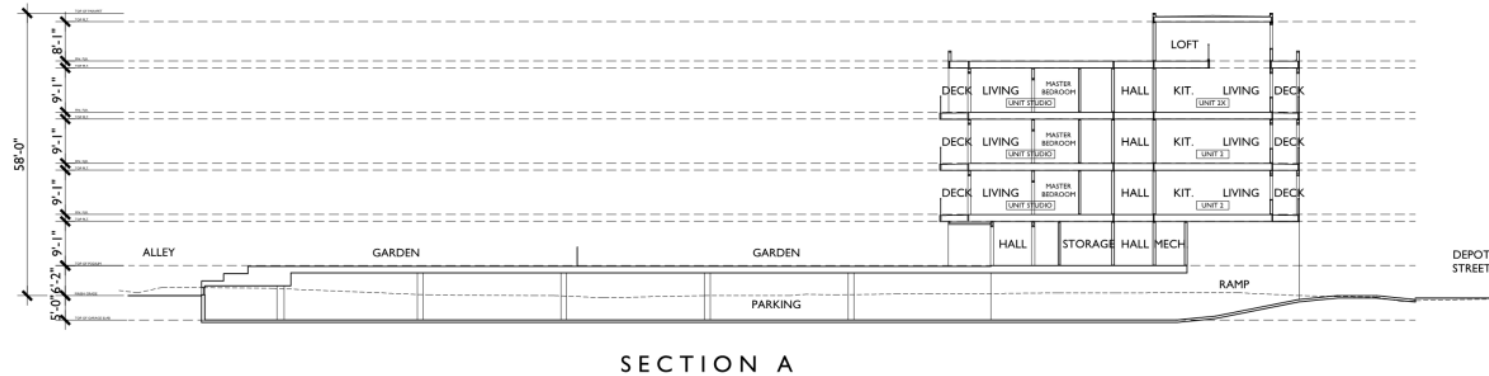 58'-0"
8'-1"
9'-1"
9'-1"
9'-1"
9'-1"
6'-2"
5'-0"
LOFT
DECK LIVING MASTER BEDROOM HALL KIT. LIVING DECK
UNIT STUDIO UNIT 2X
DECK LIVING MASTER BEDROOM HALL KIT. LIVING DECK
UNIT STUDIO UNIT 2
DECK LIVING MASTER BEDROOM HALL KIT. LIVING DECK
UNIT STUDIO UNIT 2
ALLEY GARDEN GARDEN HALL STORAGE HALL MECH
DEPOT
STREET
PARKING RAMP
SECTION A